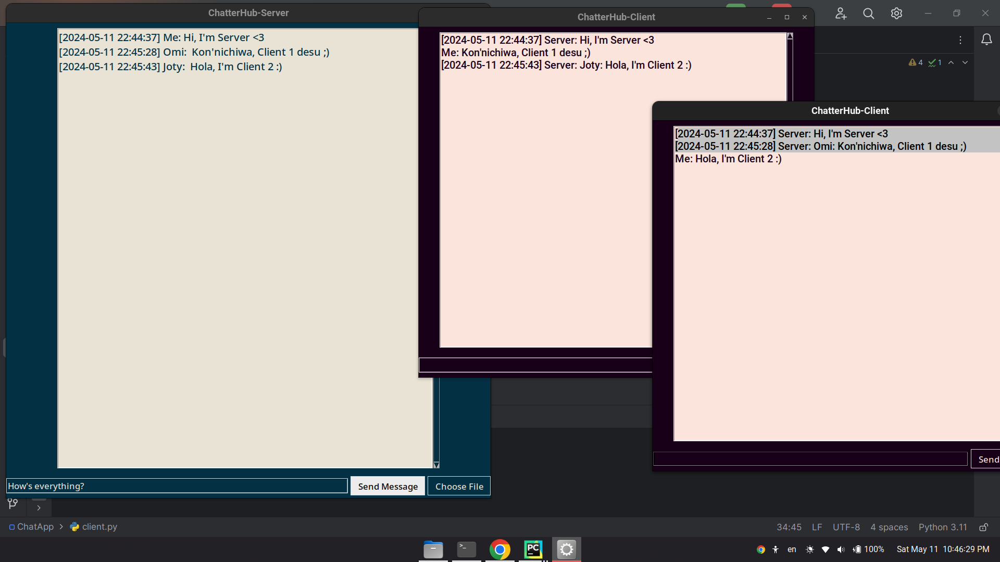 ChatterHub-Server
[2024-05-11 22:44:37] Me: Hi, I'm Server <3
[2024-05-11 22:45:28] Omi:  Kon'nichiwa, Client 1 desu ;)
[2024-05-11 22:45:43] Joty:  Hola, I'm Client 2 :)
How's everything?
Send Message
Choose File
ChatterHub-Client
[2024-05-11 22:44:37] Server: Hi, I'm Server <3
Me: Kon'nichiwa, Client 1 desu ;)
[2024-05-11 22:45:43] Server: Joty: Hola, I'm Client 2 :)
ChatterHub-Client
[2024-05-11 22:44:37] Server: Hi, I'm Server <3
[2024-05-11 22:45:28] Server: Omi: Kon'nichiwa, Client 1 desu ;)
Me: Hola, I'm Client 2 :)
Send
4 1
ChatApp > client.py
34:45 LF UTF-8 4 spaces Python 3.11
PC
en 100% Sat May 11 10:46:29 PM